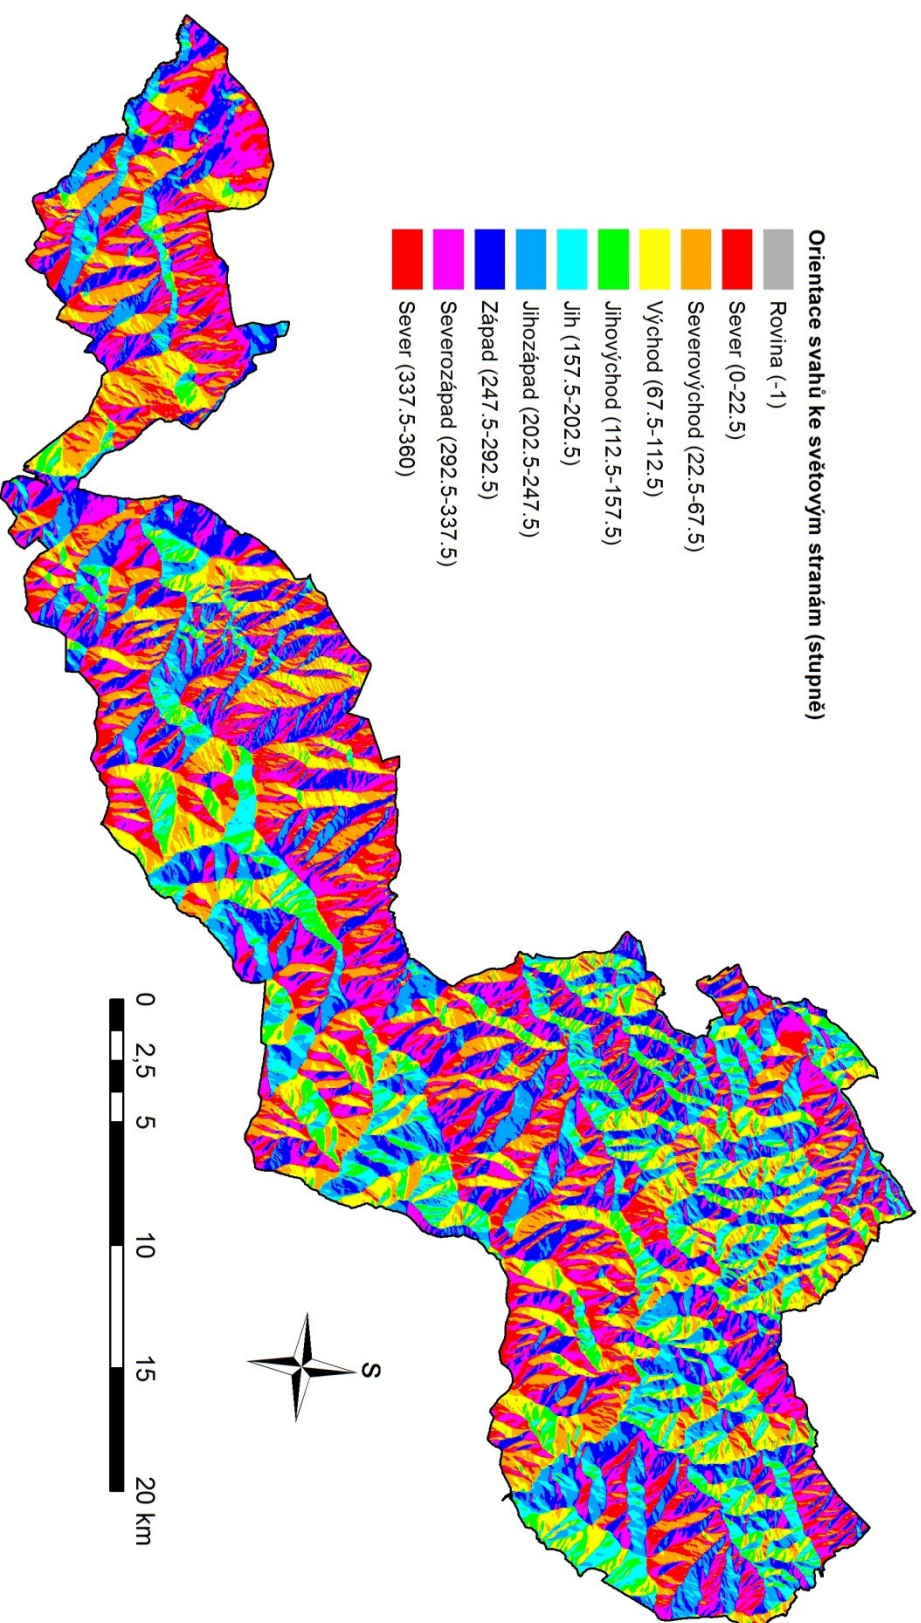 Orientace svahů ke světovým stranám (stupně)
Rovina (-1)
Sever (0-22.5)
Severovýchod (22.5-67.5)
Východ (67.5-112.5)
Jihovýchod (112.5-157.5)
Jih (157.5-202.5)
Jihozápad (202.5-247.5)
Západ (247.5-292.5)
Severozápad (292.5-337.5)
Sever (337.5-360)
S
0 2,5 5 10 15 20 km